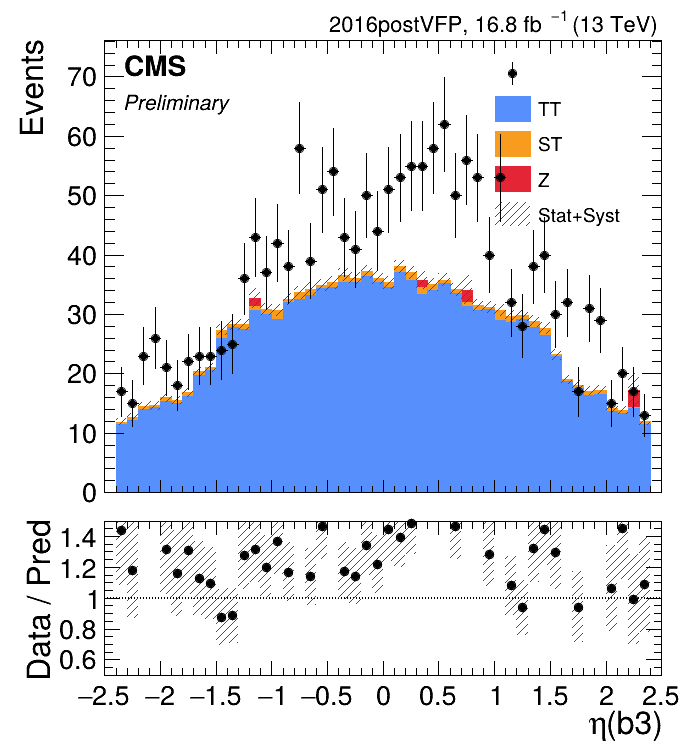 2016postVFP, 16.8 fb⁻¹ (13 TeV)
Events
CMS
Preliminary
TT
ST
Z
Stat+Syst
70
60
50
40
30
20
10
0
Data / Pred
1.4
1.2
1
0.8
0.6
−2.5 −2 −1.5 −1 −0.5 0 0.5 1 1.5 2 2.5
η(b3)